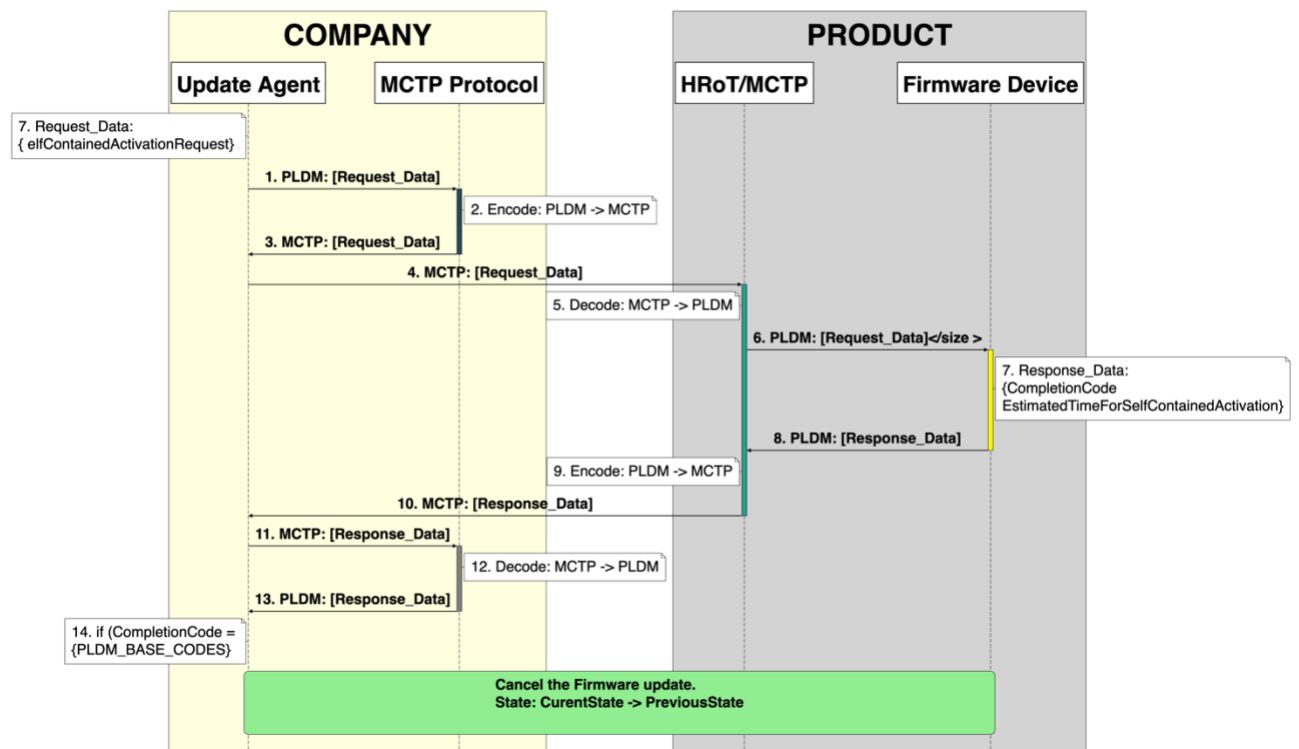 COMPANY
PRODUCT
Update Agent
MCTP Protocol
HRoT/MCTP
Firmware Device
7. Request_Data:
{ elfContainedActivationRequest}
1. PLDM: [Request_Data]
2. Encode: PLDM -> MCTP
3. MCTP: [Request_Data]
4. MCTP: [Request_Data]
5. Decode: MCTP -> PLDM
6. PLDM: [Request_Data]</size >
7. Response_Data:
{CompletionCode
EstimatedTimeForSelfContainedActivation}
8. PLDM: [Response_Data]
9. Encode: PLDM -> MCTP
10. MCTP: [Response_Data]
11. MCTP: [Response_Data]
12. Decode: MCTP -> PLDM
13. PLDM: [Response_Data]
14. if (CompletionCode =
{PLDM_BASE_CODES}
Cancel the Firmware update.
State: CurentState -> PreviousState